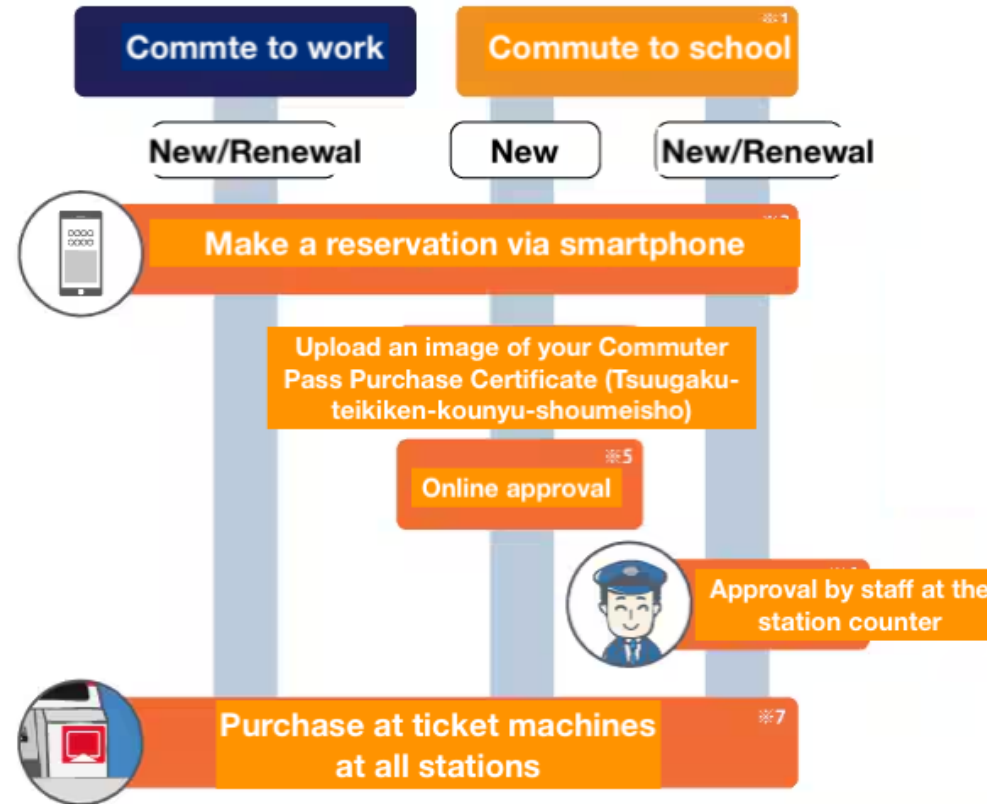 ※1
Commte to work
Commute to school
New/Renewal
New
New/Renewal
Make a reservation via smartphone
Upload an image of your Commuter
Pass Purchase Certificate (Tsuugaku-
teikiken-kounyu-shoumeisho)
※5
Online approval
Approval by staff at the
station counter
※7
Purchase at ticket machines
at all stations